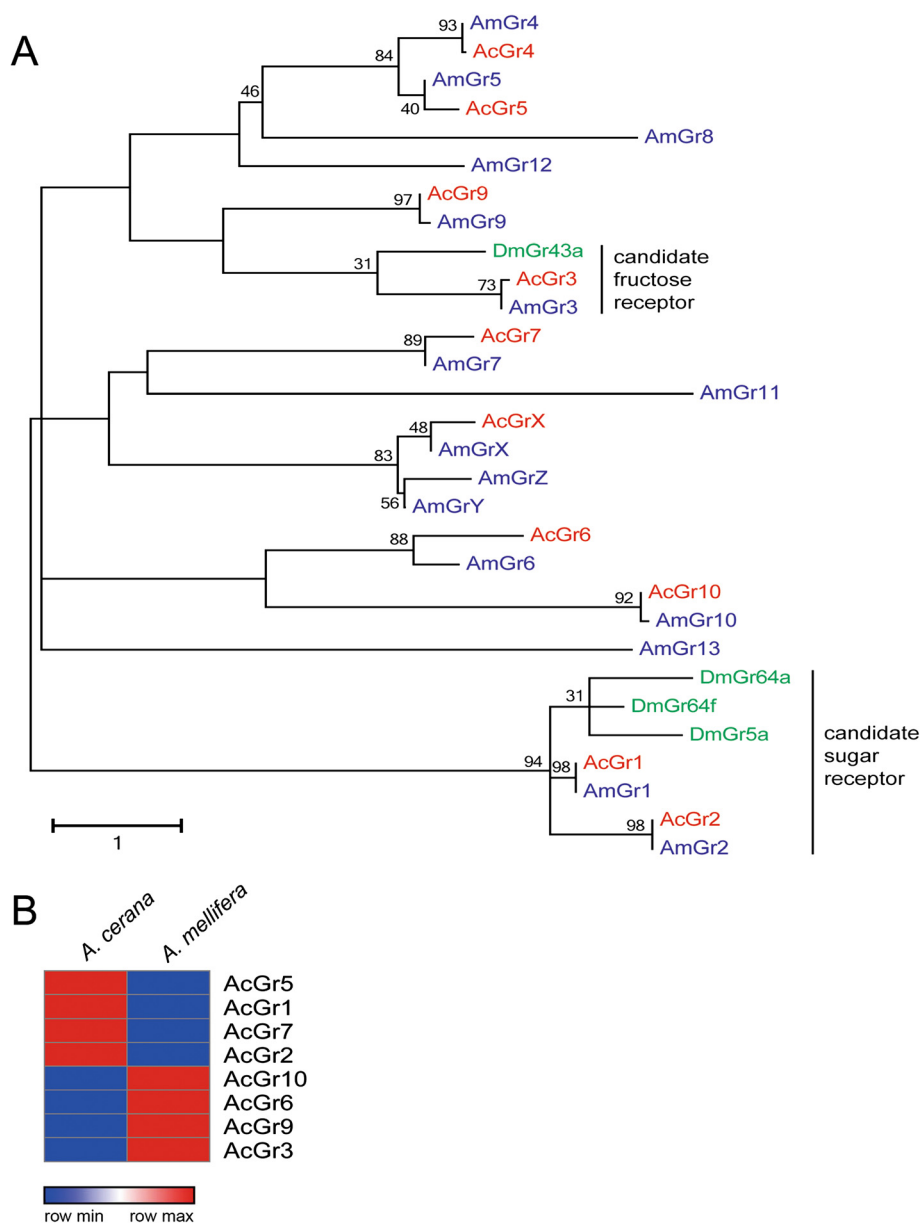 A
93
AmGr4
AcGr4
84
AmGr5
40
AcGr5
46
AmGr8
AmGr12
97
AcGr9
AmGr9
DmGr43a
31
73
AcGr3
AmGr3
candidate
fructose
receptor
89
AcGr7
AmGr7
AmGr11
48
AcGrX
AmGrX
83
AmGrZ
56
AmGrY
88
AcGr6
AmGr6
92
AcGr10
AmGr10
AmGr13
DmGr64a
31
DmGr64f
DmGr5a
94
98
AcGr1
AmGr1
98
AcGr2
AmGr2
candidate
sugar
receptor
1
B
A. cerana
A. mellifera
AcGr5
AcGr1
AcGr7
AcGr2
AcGr10
AcGr6
AcGr9
AcGr3
row min
row max